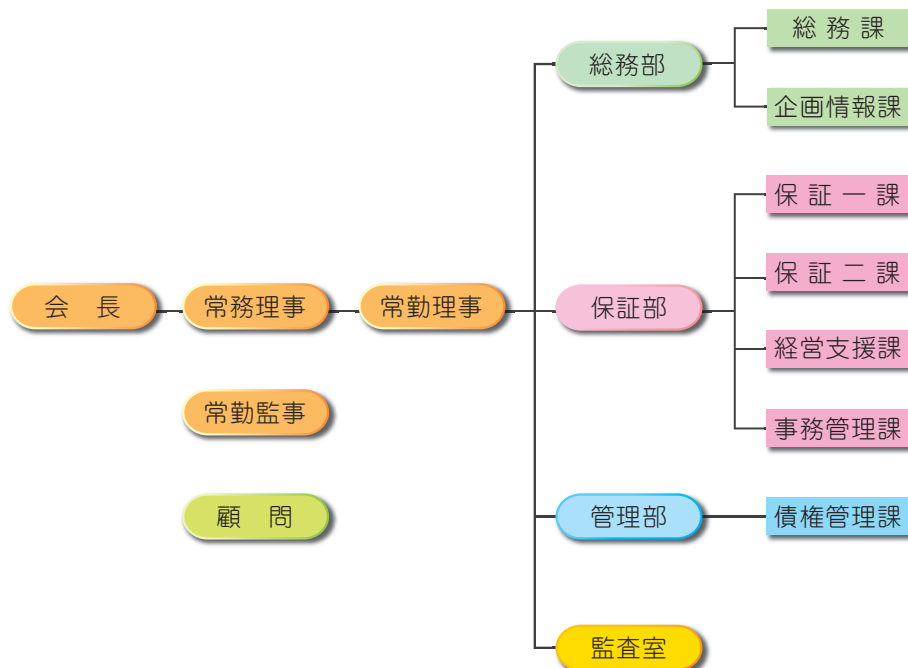 会長
常務理事
常勤理事
常勤監事
顧問
総務部
総務課
企画情報課
保証部
保証一課
保証二課
経営支援課
事務管理課
管理部
債権管理課
監査室